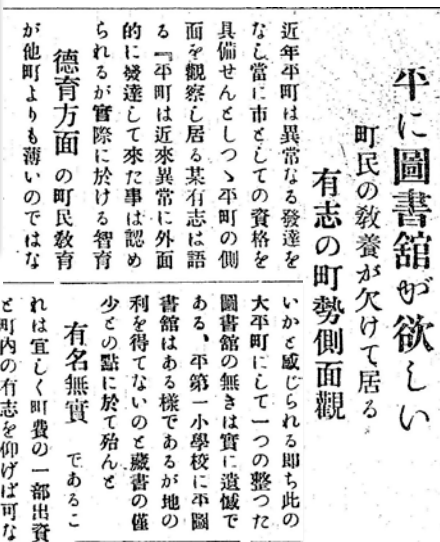 平に圖書舘が欲しい
町民の敎養が欠けて居る
有志の町勢側面觀
近年平町は異常なる發達を
なし當に市としての資格を
具備せんとしつゝ平町の側
面を觀察し居る某有志は語
る『平町は近來異常に外面
的に發達して來た事は認め
られるが實際に於ける智育
德育方面の町民敎育
が他町よりも薄いのではな
いかと感じられる即ち此の
大平町にして一つの整つた
圖書舘の無きは實に遺憾で
ある、平第一小學校に平圖
書舘はある樣であるが地の
利を得てないのと藏書の僅
少との點に於て殆んと
有名無實であるこ
れは宜しく町費の一部出資
と町内の有志を仰げば可な